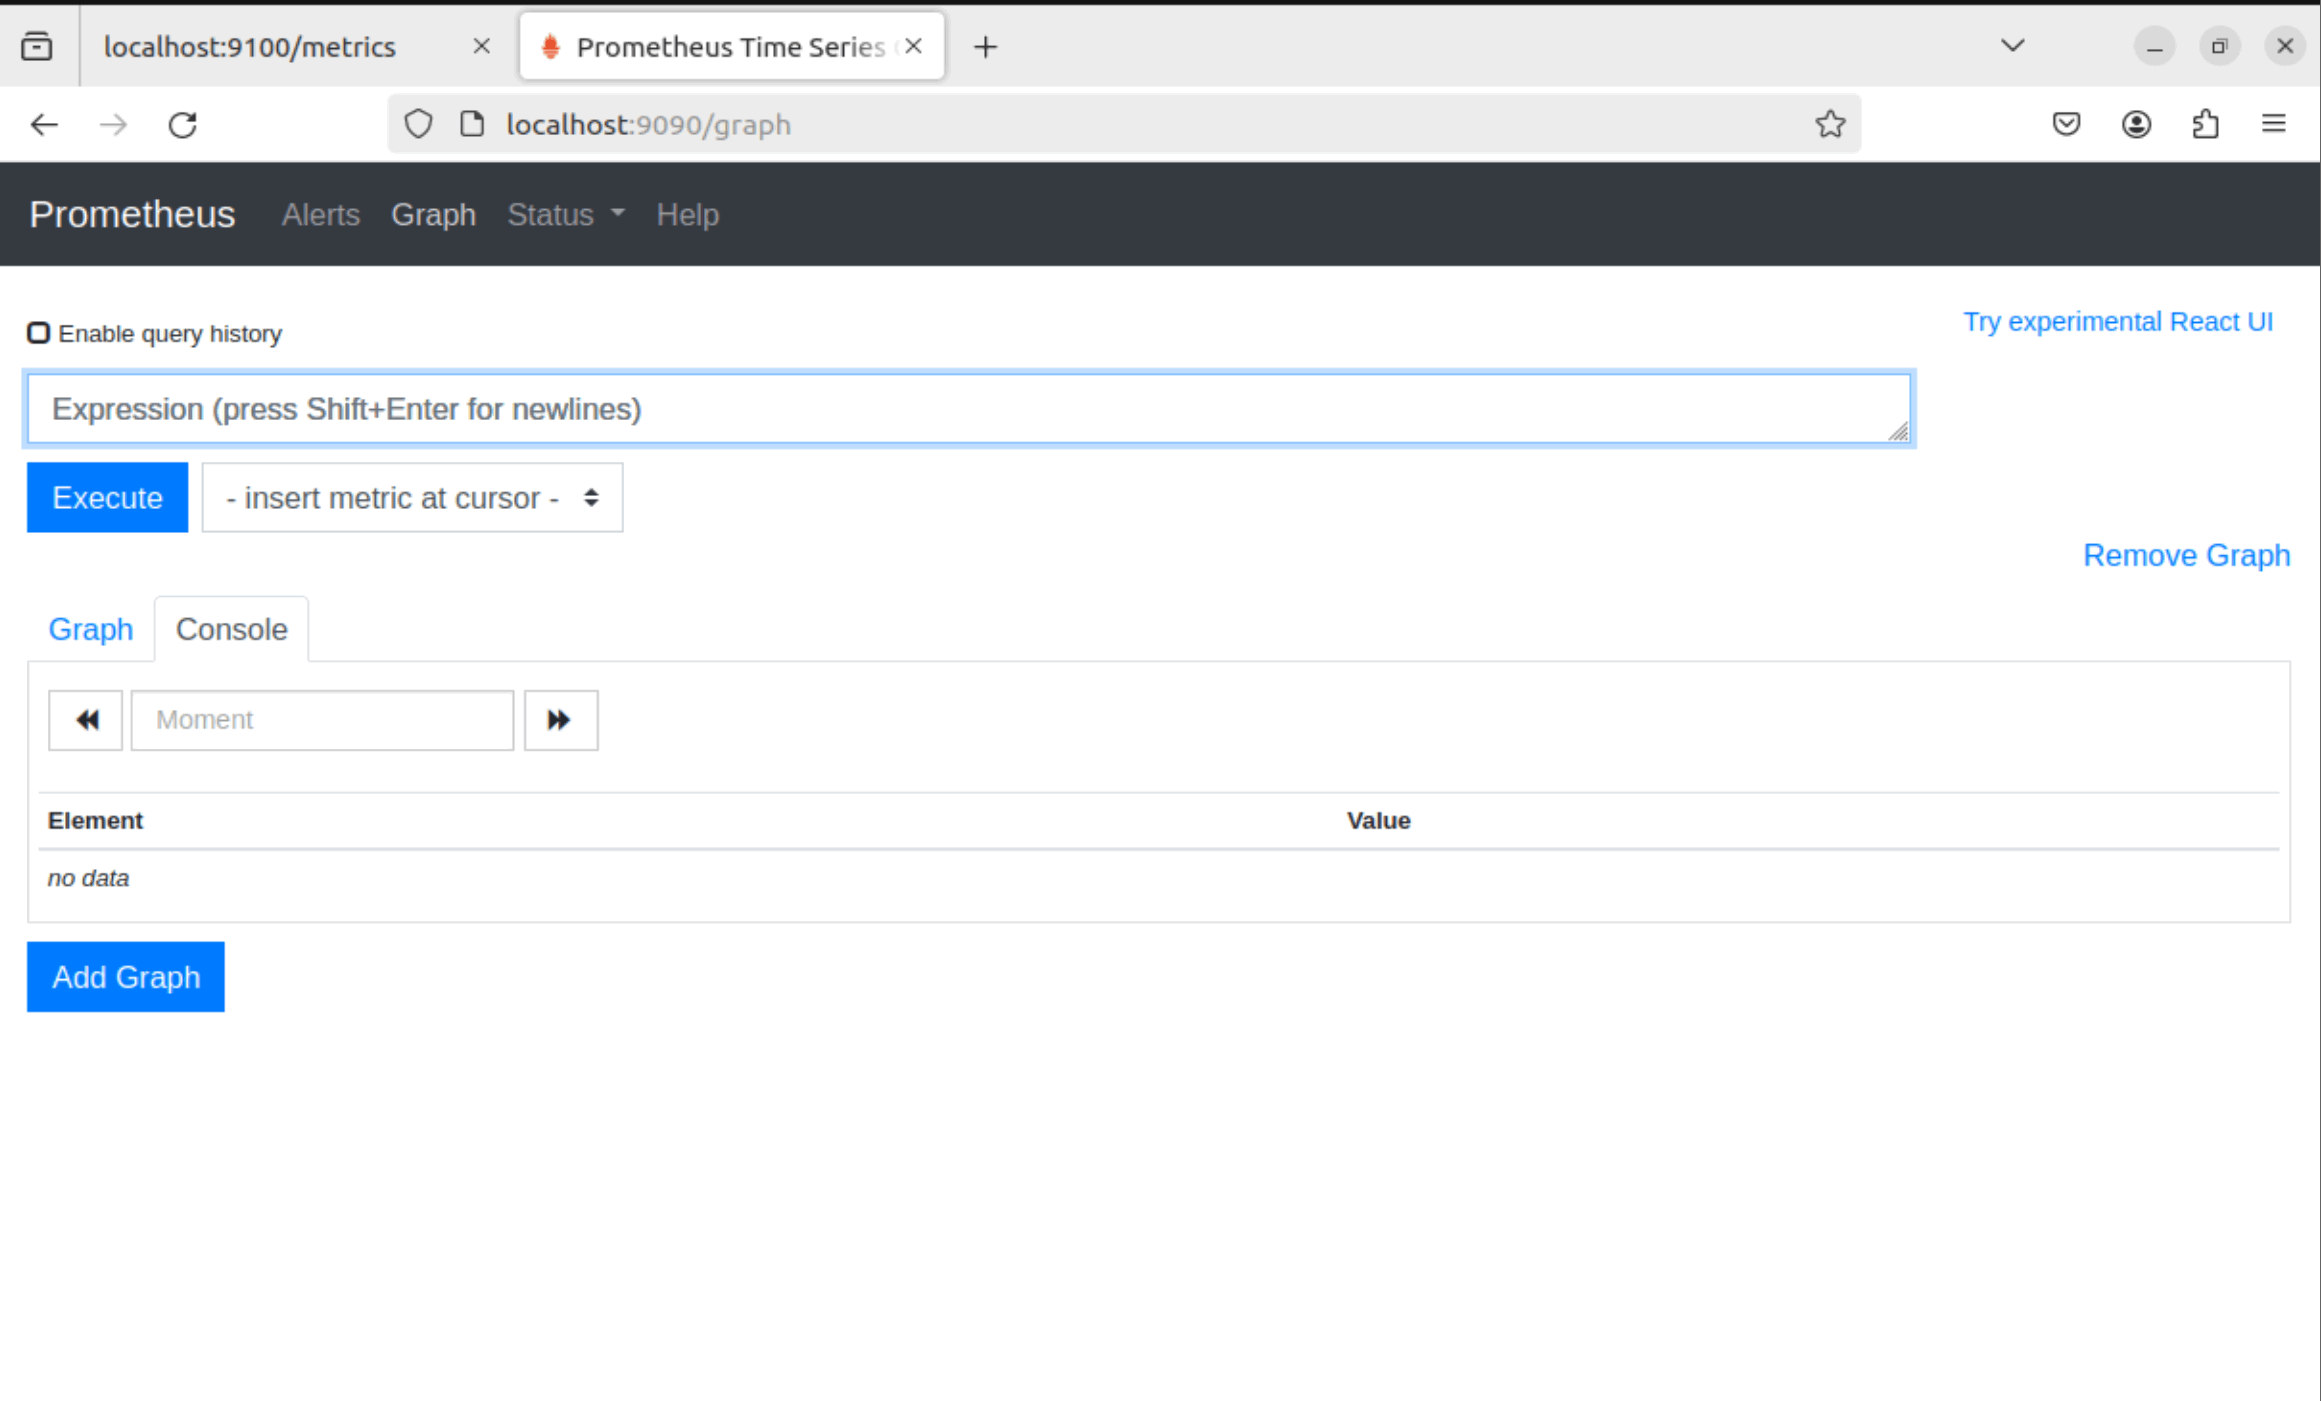 localhost:9100/metrics
Prometheus Time Series
localhost:9090/graph
Prometheus Alerts Graph Status Help
Enable query history
Try experimental React UI
Expression (press Shift+Enter for newlines)
Execute - insert metric at cursor -
Remove Graph
Graph Console
Moment
Element Value
no data
Add Graph